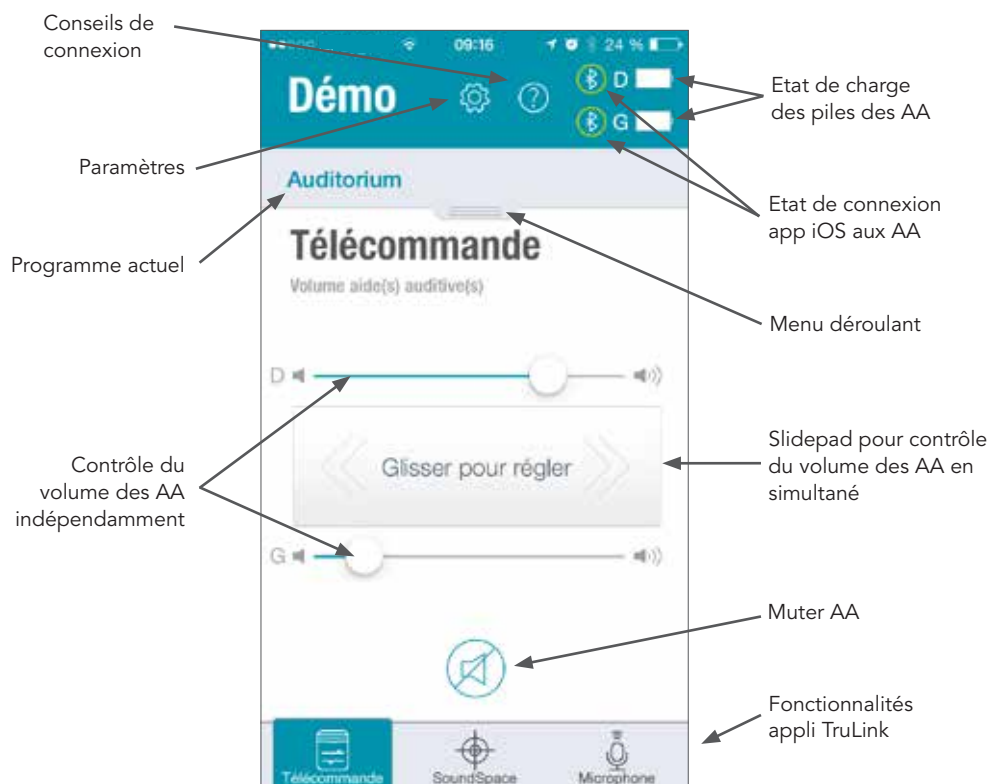 Conseils de
connexion
09:16
24 %
Démo
?
D
G
Etat de charge
des piles des AA
Paramètres
Auditorium
Etat de connexion
app iOS aux AA
Programme actuel
Télécommande
Volume aide(s) auditive(s)
Menu déroulant
D
Glisser pour régler
Slidepad pour contrôle
du volume des AA en
simultané
Contrôle du
volume des AA
indépendamment
G
Muter AA
Fonctionnalités
appli TruLink
Télécommande
SoundSpace
Microphone